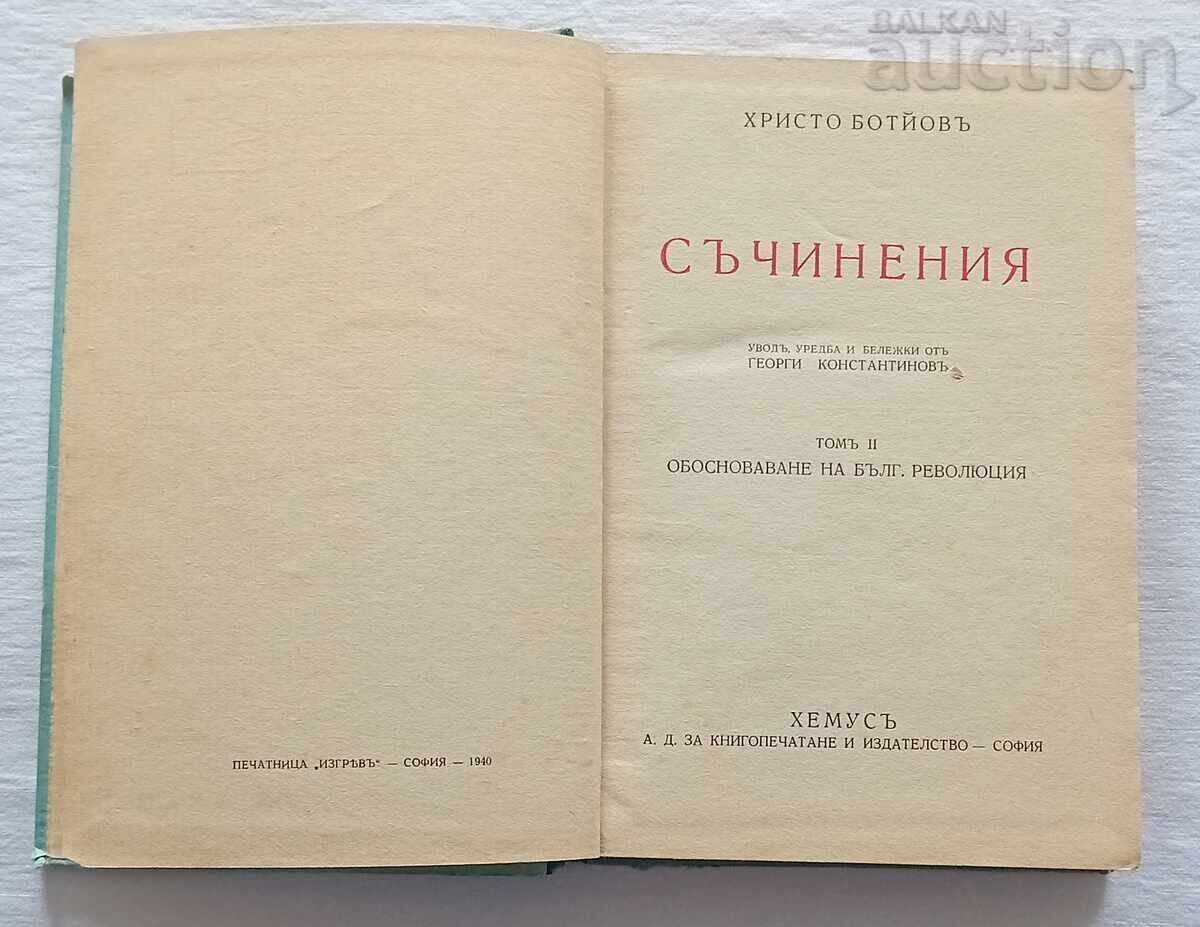 BALKAN
auction
ПЕЧАТНИЦА „ИЗГРѢВЪ“ — СОФИЯ — 1940
ХРИСТО БОТЙОВЪ
СЪЧИНЕНИЯ
УВОДЪ, УРЕДБА И БЕЛЕЖКИ ОТЪ
ГЕОРГИ КОНСТАНТИНОВЪ
ТОМЪ II
ОБОСНОВАВАНЕ НА БЪЛГ. РЕВОЛЮЦИЯ
ХЕМУСЪ
А. Д. ЗА КНИГОПЕЧАТАНЕ И ИЗДАТЕЛСТВО — СОФИЯ